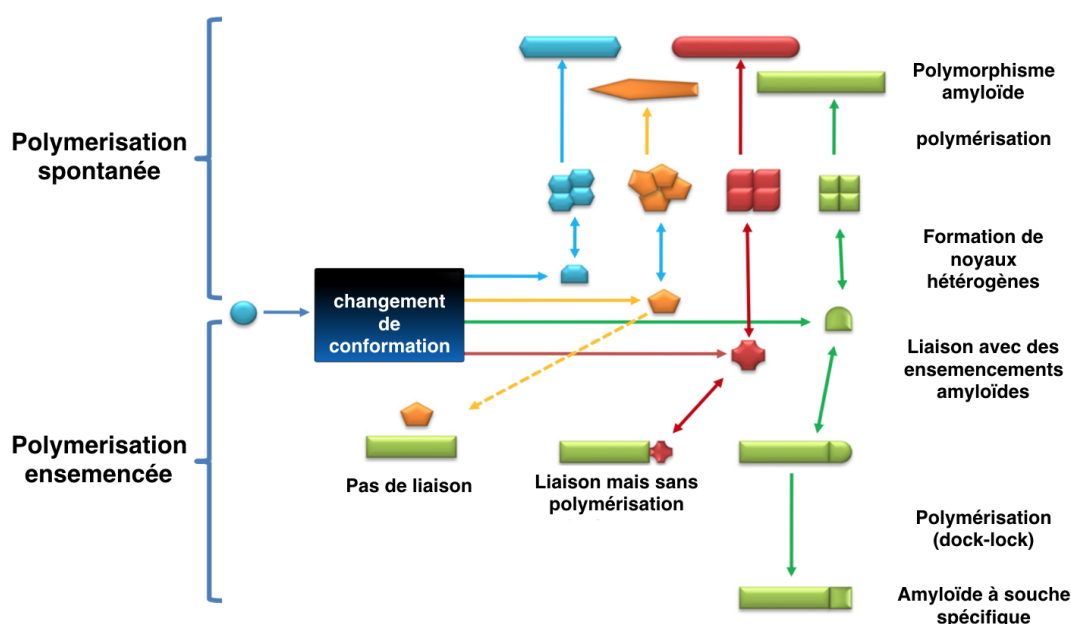 Polymerisation
spontanée
Polymorphisme
amyloïde
polymérisation
Formation de
noyaux
hétérogènes
changement
de
conformation
Liaison avec des
ensemencements
amyloïdes
Polymerisation
ensemencée
Pas de liaison
Liaison mais sans
polymérisation
Polymérisation
(dock-lock)
Amyloïde à souche
spécifique